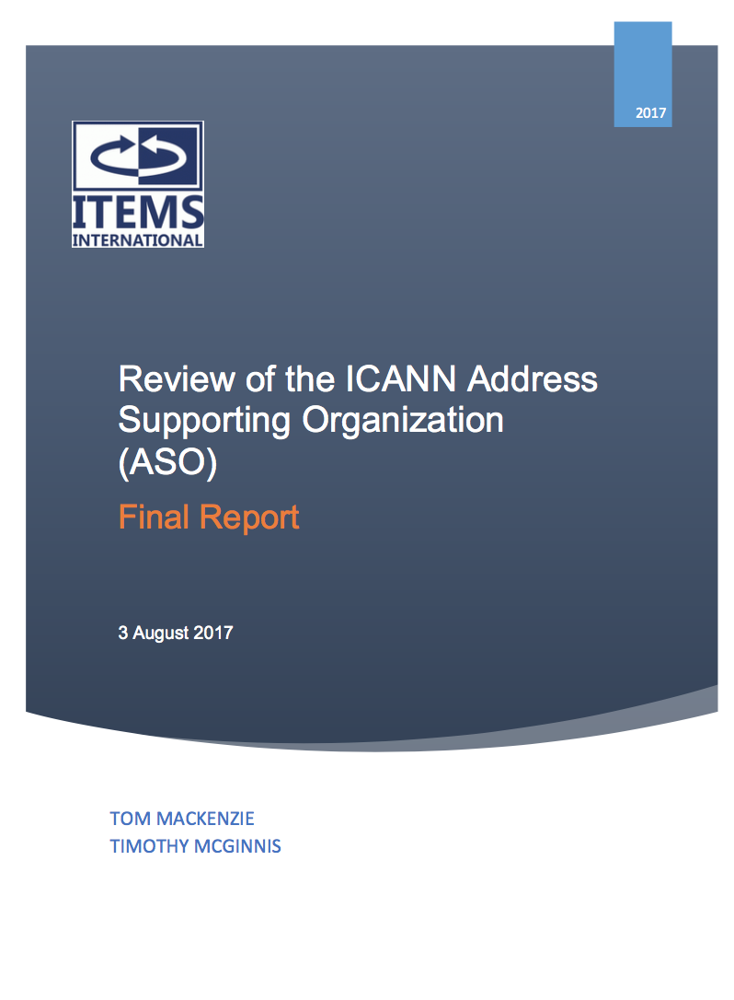 2017
ITEMS
INTERNATIONAL
Review of the ICANN Address
Supporting Organization
(ASO)
Final Report
3 August 2017
TOM MACKENZIE
TIMOTHY MCGINNIS